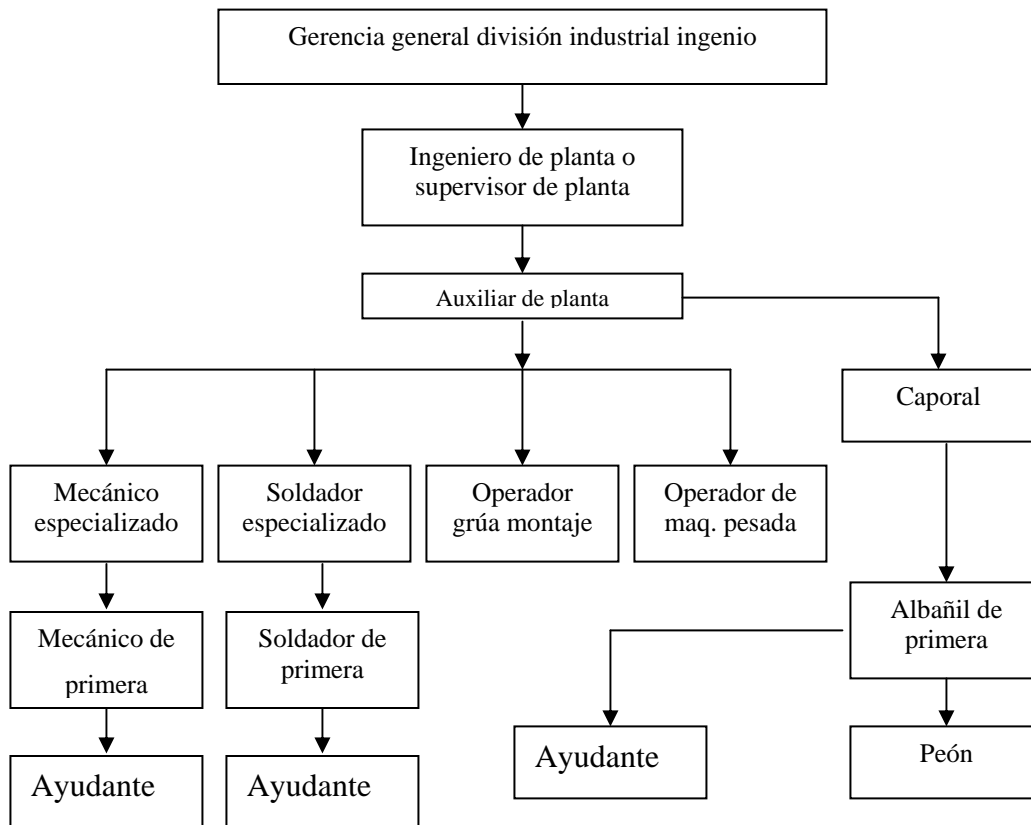 Gerencia general división industrial ingenio
Ingeniero de planta o
supervisor de planta
Auxiliar de planta
Caporal
Mecánico
especializado
Soldador
especializado
Operador
grúa montaje
Operador de
maq. pesada
Mecánico de
primera
Soldador de
primera
Albañil de
primera
Ayudante
Ayudante
Ayudante
Peón